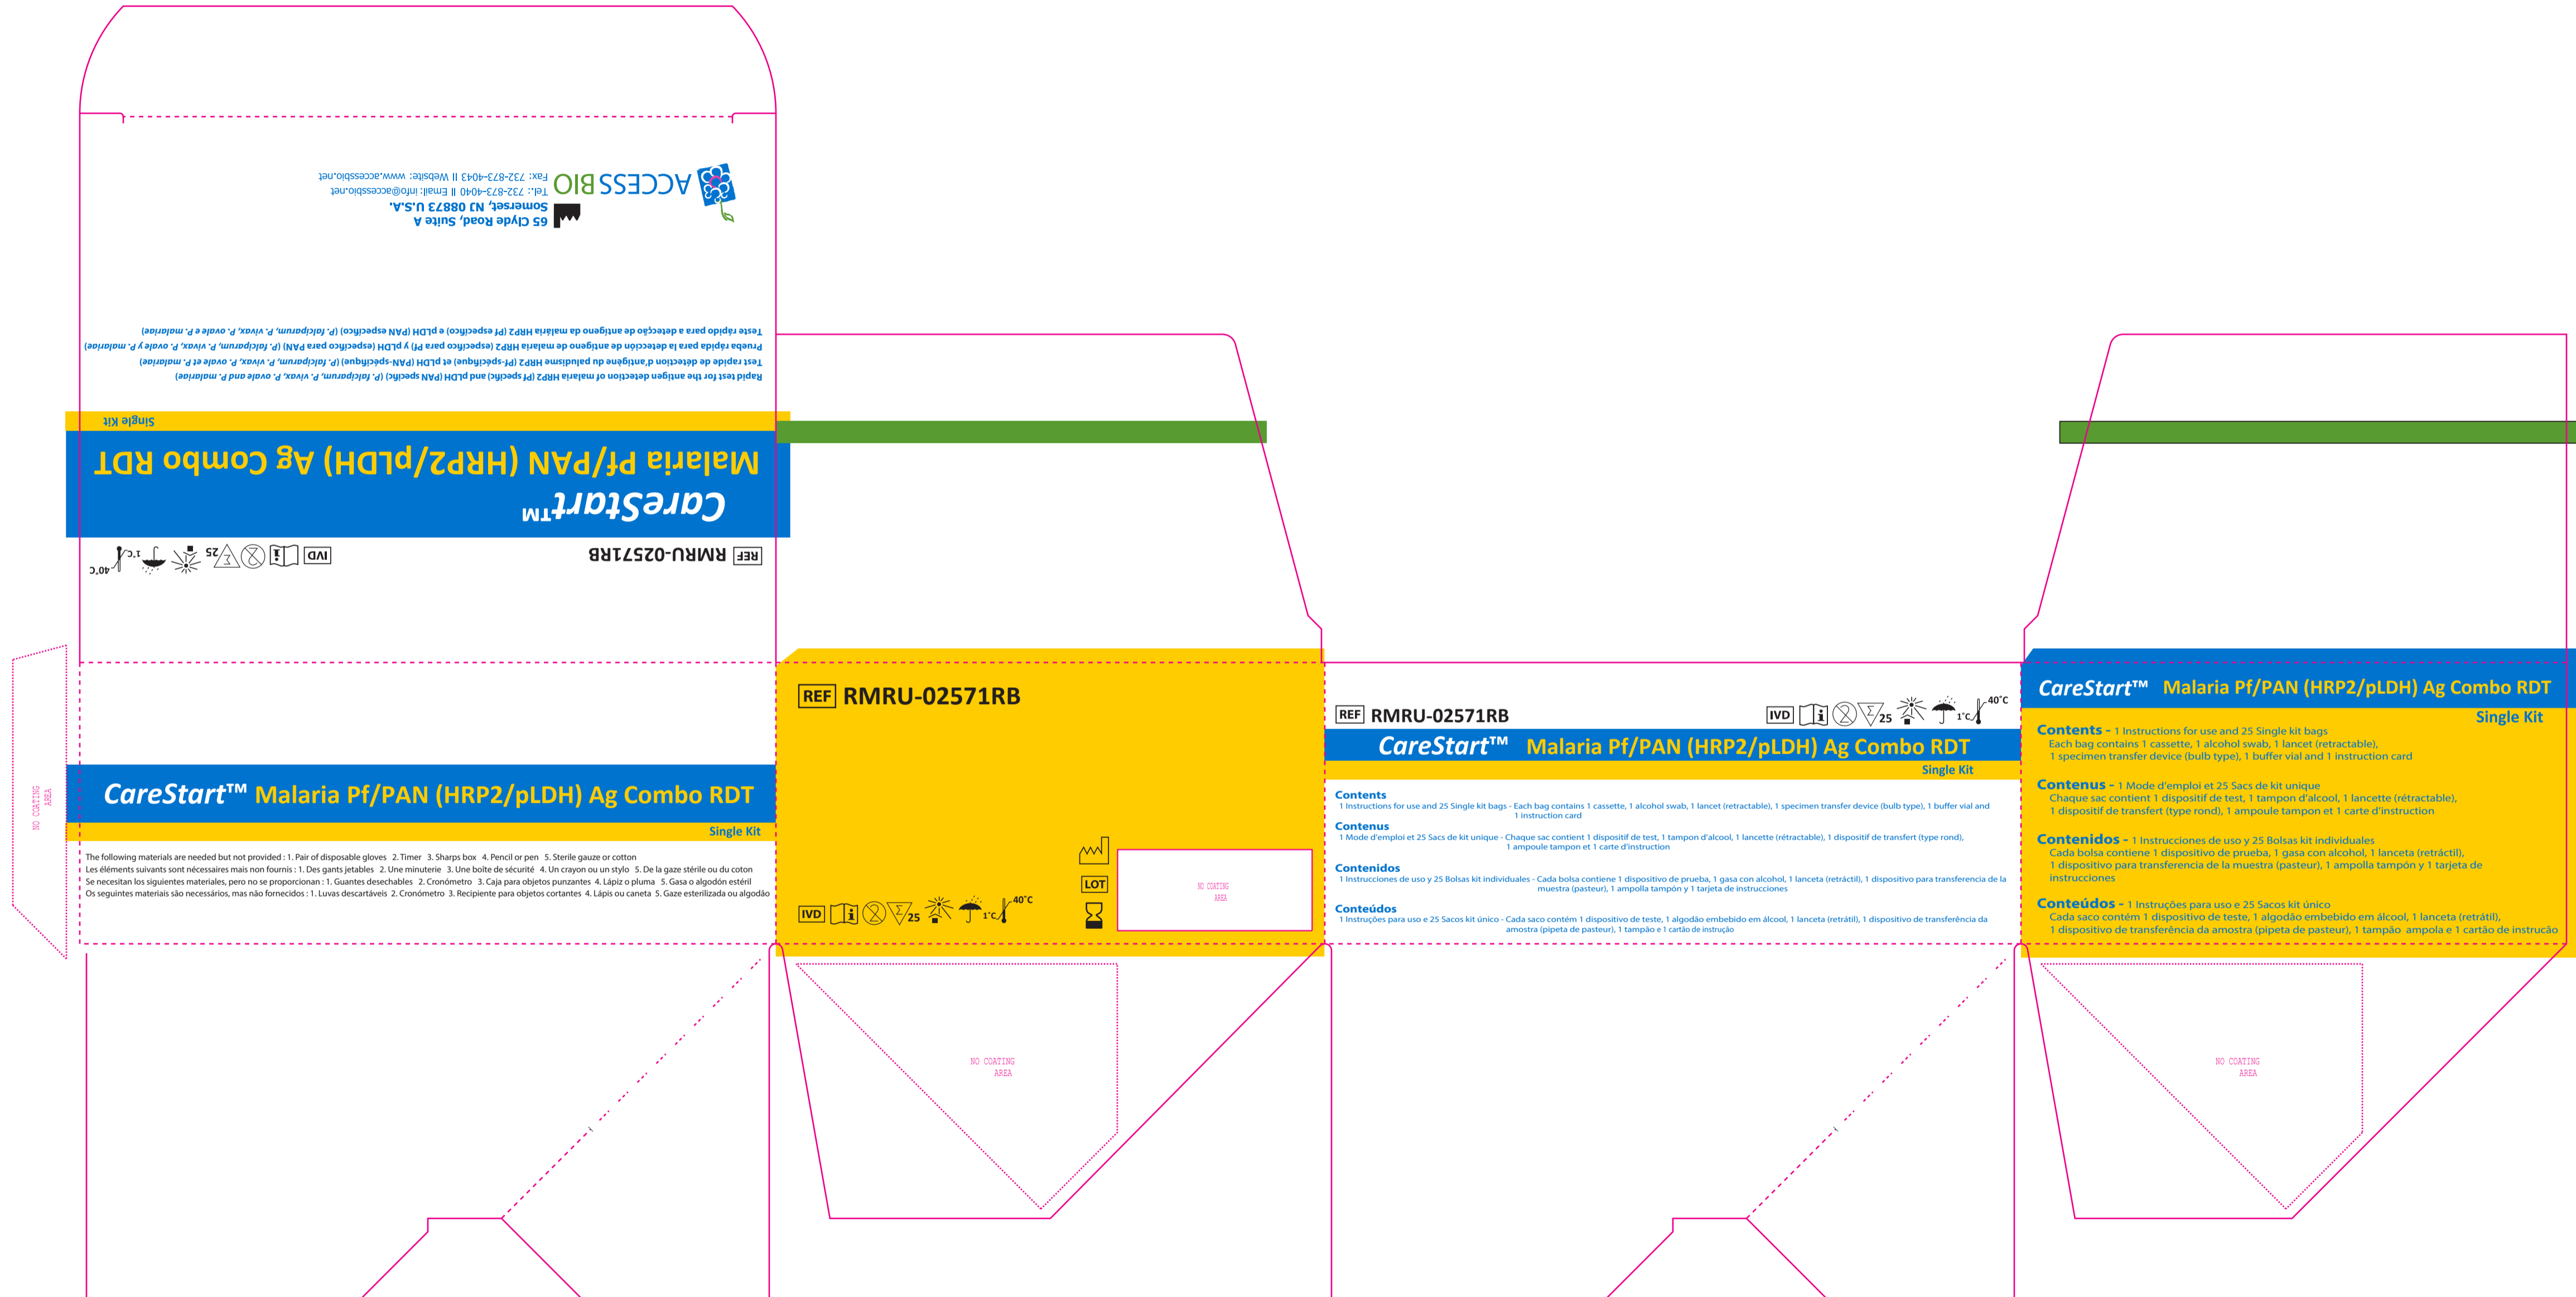 65 Clyde Road, Suite A
Somerset, NJ 08873 U.S.A.
Tel.: 732-873-4040 II Email: info@accessbio.net
Fax: 732-873-4043 II Website: www.accessbio.net
ACCESS BIO
Teste rápido para a detecção de antígeno da malária HRP2 (Pf específico) e pLDH (PAN específico) (P. falciparum, P. vivax, P. ovale e P. malariae)
Prueba rápida para la detección de antígeno de malaria HRP2 (específico para Pf) y pLDH (específico para PAN) (P. falciparum, P. vivax, P. ovale y P. malariae)
Test rapide de détection d'antigène du paludisme HRP2 (Pf-spécifique) et pLDH (PAN-spécifique) (P. falciparum, P. vivax, P. ovale et P. malariae)
Rapid test for the antigen detection of malaria HRP2 (Pf specific) and pLDH (PAN specific) (P. falciparum, P. vivax, P. ovale and P. malariae)
Single Kit
Malaria Pf/PAN (HRP2/pLDH) Ag Combo RDT
CareStart™
REF RMRU-02571RB
IVD i 2 Σ 25 1°C 40°C
NO COATING
AREA
CareStart™ Malaria Pf/PAN (HRP2/pLDH) Ag Combo RDT
Single Kit
The following materials are needed but not provided : 1. Pair of disposable gloves 2. Timer 3. Sharps box 4. Pencil or pen 5. Sterile gauze or cotton
Les éléments suivants sont nécessaires mais non fournis : 1. Des gants jetables 2. Une minuterie 3. Une boîte de sécurité 4. Un crayon ou un stylo 5. De la gaze stérile ou du coton
Se necesitan los siguientes materiales, pero no se proporcionan : 1. Guantes desechables 2. Cronómetro 3. Caja para objetos punzantes 4. Lápiz o pluma 5. Gasa o algodón estéril
Os seguintes materiais são necessários, mas não fornecidos : 1. Luvas descartáveis 2. Cronómetro 3. Recipiente para objetos cortantes 4. Lápis ou caneta 5. Gaze esterilizada ou algodão
REF RMRU-02571RB
LOT
IVD i 2 Σ 25 1°C 40°C
NO COATING
AREA
NO COATING
AREA
REF RMRU-02571RB
IVD i 2 Σ 25 1°C 40°C
CareStart™ Malaria Pf/PAN (HRP2/pLDH) Ag Combo RDT
Single Kit
Contents
1 Instructions for use and 25 Single kit bags - Each bag contains 1 cassette, 1 alcohol swab, 1 lancet (retractable), 1 specimen transfer device (bulb type), 1 buffer vial and
1 instruction card
Contenus
1 Mode d'emploi et 25 Sacs de kit unique - Chaque sac contient 1 dispositif de test, 1 tampon d'alcool, 1 lancette (rétractable), 1 dispositif de transfert (type rond),
1 ampoule tampon et 1 carte d'instruction
Contenidos
1 Instrucciones de uso y 25 Bolsas kit individuales - Cada bolsa contiene 1 dispositivo de prueba, 1 gasa con alcohol, 1 lanceta (retráctil), 1 dispositivo para transferencia de la
muestra (pasteur), 1 ampolla tampón y 1 tarjeta de instrucciones
Conteúdos
1 Instruções para uso e 25 Sacos kit único - Cada saco contém 1 dispositivo de teste, 1 algodão embebido em álcool, 1 lanceta (retrátil), 1 dispositivo de transferência da
amostra (pipeta de pasteur), 1 tampão e 1 cartão de instrução
CareStart™ Malaria Pf/PAN (HRP2/pLDH) Ag Combo RDT
Single Kit
Contents - 1 Instructions for use and 25 Single kit bags
Each bag contains 1 cassette, 1 alcohol swab, 1 lancet (retractable),
1 specimen transfer device (bulb type), 1 buffer vial and 1 instruction card
Contenus - 1 Mode d'emploi et 25 Sacs de kit unique
Chaque sac contient 1 dispositif de test, 1 tampon d'alcool, 1 lancette (rétractable),
1 dispositif de transfert (type rond), 1 ampoule tampon et 1 carte d'instruction
Contenidos - 1 Instrucciones de uso y 25 Bolsas kit individuales
Cada bolsa contiene 1 dispositivo de prueba, 1 gasa con alcohol, 1 lanceta (retráctil),
1 dispositivo para transferencia de la muestra (pasteur), 1 ampolla tampón y 1 tarjeta de
instrucciones
Conteúdos - 1 Instruções para uso e 25 Sacos kit único
Cada saco contém 1 dispositivo de teste, 1 algodão embebido em álcool, 1 lanceta (retrátil),
1 dispositivo de transferência da amostra (pipeta de pasteur), 1 tampão ampola e 1 cartão de instrucão
NO COATING
AREA